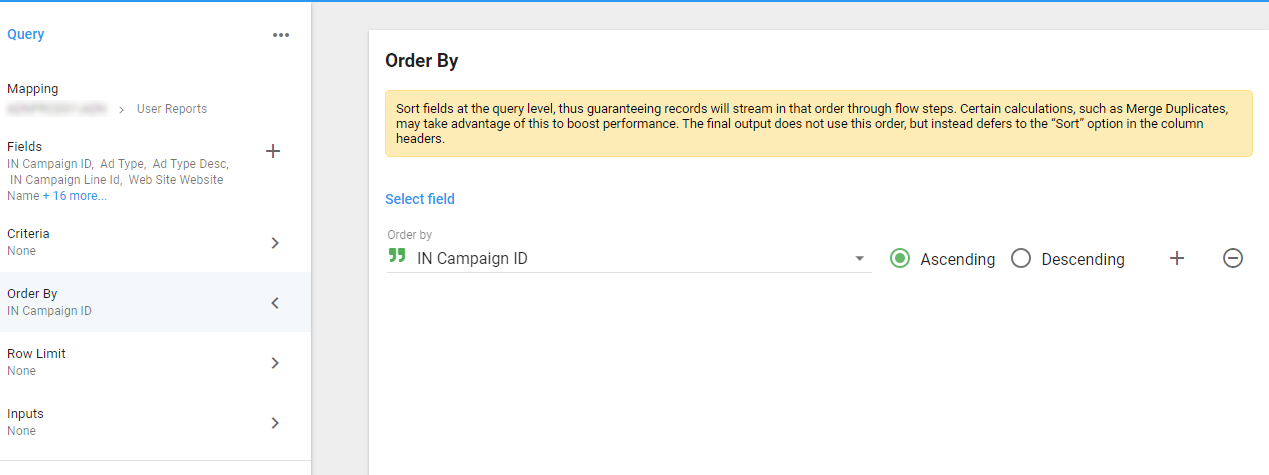 Query
Mapping
User Reports
Fields
IN Campaign ID, Ad Type, Ad Type Desc,
IN Campaign Line Id, Web Site Website
Name + 16 more...
Criteria
None
Order By
IN Campaign ID
Row Limit
None
Inputs
None
Order By
Sort fields at the query level, thus guaranteeing records will stream in that order through flow steps. Certain calculations, such as Merge Duplicates,
may take advantage of this to boost performance. The final output does not use this order, but instead defers to the “Sort” option in the column
headers.
Select field
Order by
IN Campaign ID
Ascending
Descending